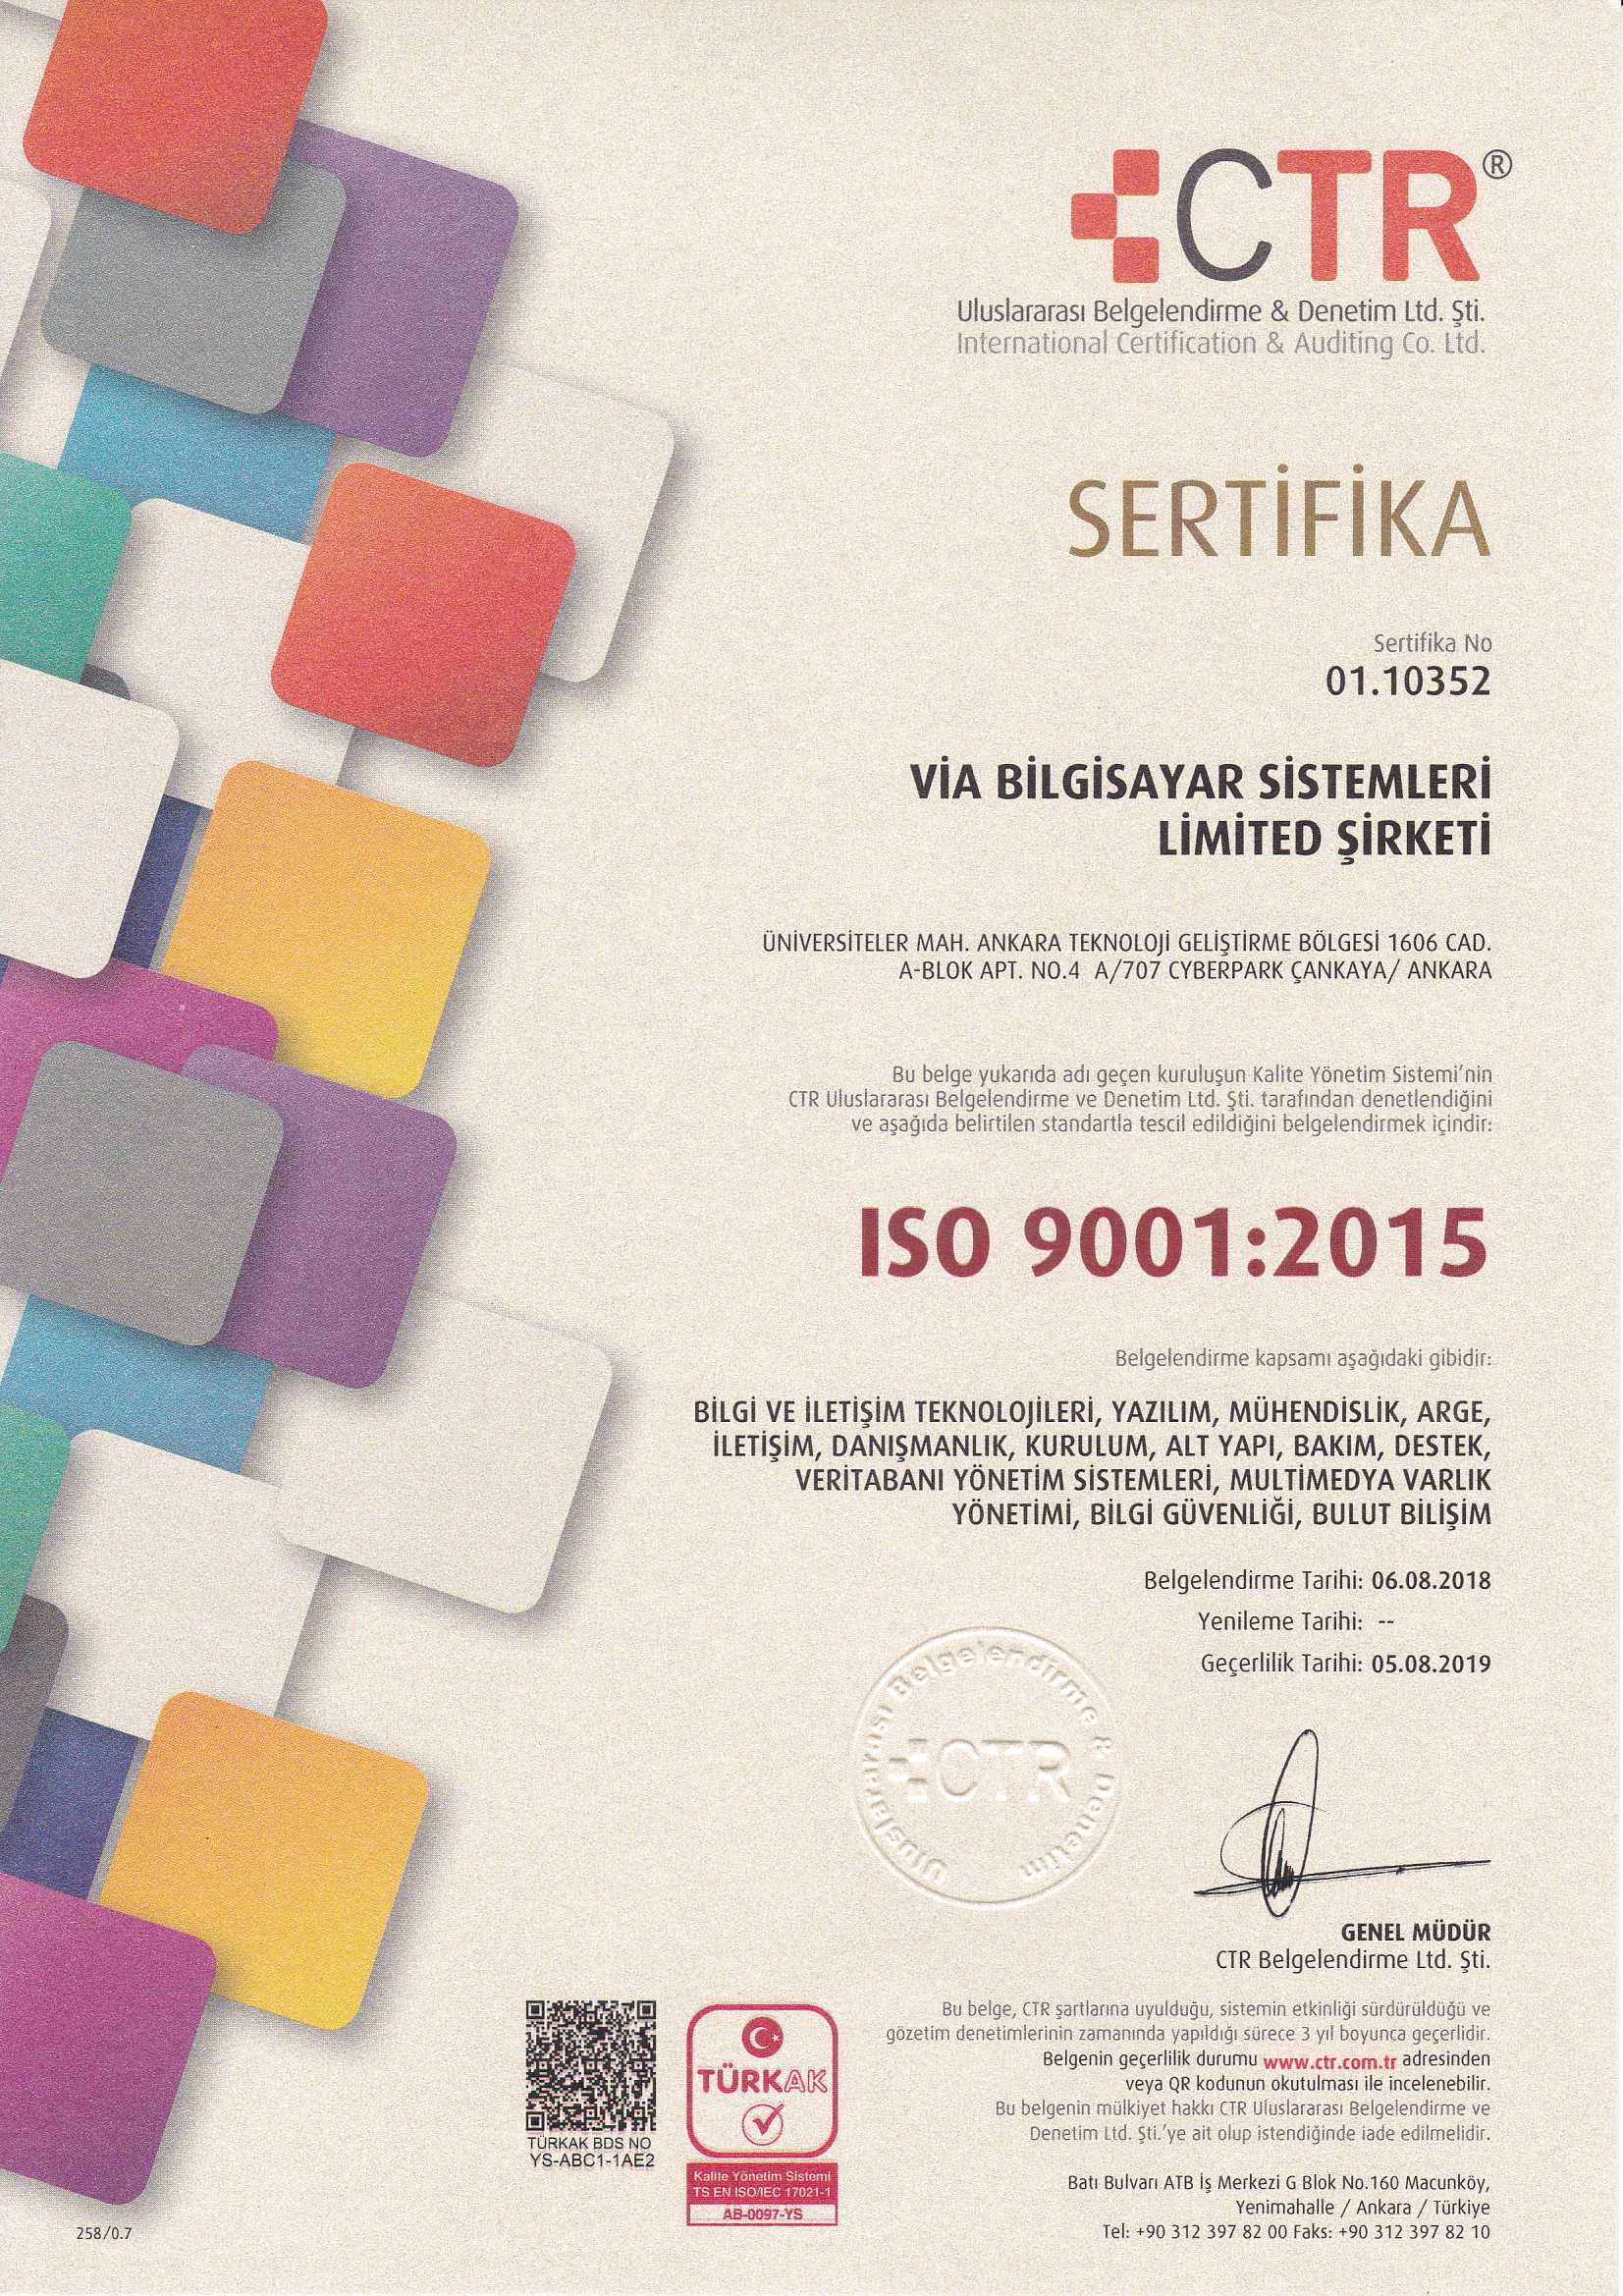 CTR®
Uluslararası Belgelendirme & Denetim Ltd. Şti.
International Certification & Auditing Co. Ltd.
SERTİFİKA
Sertifika No
01.10352
VİA BİLGİSAYAR SİSTEMLERİ
LİMİTED ŞİRKETİ
ÜNİVERSİTELER MAH. ANKARA TEKNOLOJİ GELİŞTİRME BÖLGESİ 1606 CAD.
A-BLOK APT. NO.4 A/707 CYBERPARK ÇANKAYA/ ANKARA
Bu belge yukarıda adı geçen kuruluşun Kalite Yönetim Sistemi'nin
CTR Uluslararası Belgelendirme ve Denetim Ltd. Şti. tarafından denetlendiğini
ve aşağıda belirtilen standartla tescil edildiğini belgelendirmek içindir:
ISO 9001:2015
Belgelendirme kapsamı aşağıdaki gibidir:
BİLGİ VE İLETİŞİM TEKNOLOJİLERİ, YAZILIM, MÜHENDİSLİK, ARGE,
İLETİŞİM, DANIŞMANLIK, KURULUM, ALT YAPI, BAKIM, DESTEK,
VERİTABANI YÖNETİM SİSTEMLERİ, MULTİMEDYA VARLIK
YÖNETİMİ, BİLGİ GÜVENLİĞİ, BULUT BİLİŞİM
Belgelendirme Tarihi: 06.08.2018
Yenileme Tarihi: --
Geçerlilik Tarihi: 05.08.2019
Uluslararası Belgelendirme & Denetim
CTR
GENEL MÜDÜR
CTR Belgelendirme Ltd. Şti.
Bu belge, CTR şartlarına uyulduğu, sistemin etkinliği sürdürüldüğü ve
gözetim denetimlerinin zamanında yapıldığı sürece 3 yıl boyunca geçerlidir.
Belgenin geçerlilik durumu www.ctr.com.tr adresinden
veya QR kodunun okutulması ile incelenebilir.
Bu belgenin mülkiyet hakkı CTR Uluslararası Belgelendirme ve
Denetim Ltd. Şti.'ye ait olup istendiğinde iade edilmelidir.
TÜRKAK BDS NO
YS-ABC1-1AE2
TÜRKAK
Kalite Yönetim Sistemi
TS EN ISO/IEC 17021-1
AB-0097-YS
Batı Bulvarı ATB İş Merkezi G Blok No.160 Macunköy,
Yenimahalle / Ankara / Türkiye
Tel: +90 312 397 82 00 Faks: +90 312 397 82 10
258/0.7